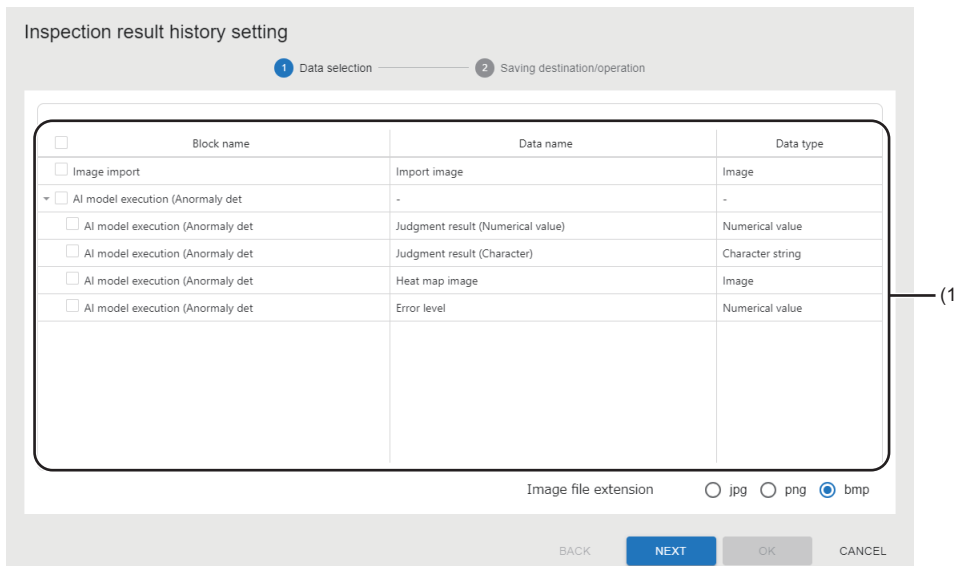 Inspection result history setting
1 Data selection 2 Saving destination/operation
Block name Data name Data type
Image import Import image Image
AI model execution (Anormaly det - -
AI model execution (Anormaly det Judgment result (Numerical value) Numerical value
AI model execution (Anormaly det Judgment result (Character) Character string
AI model execution (Anormaly det Heat map image Image
AI model execution (Anormaly det Error level Numerical value
(1
Image file extension jpg png bmp
BACK NEXT OK CANCEL